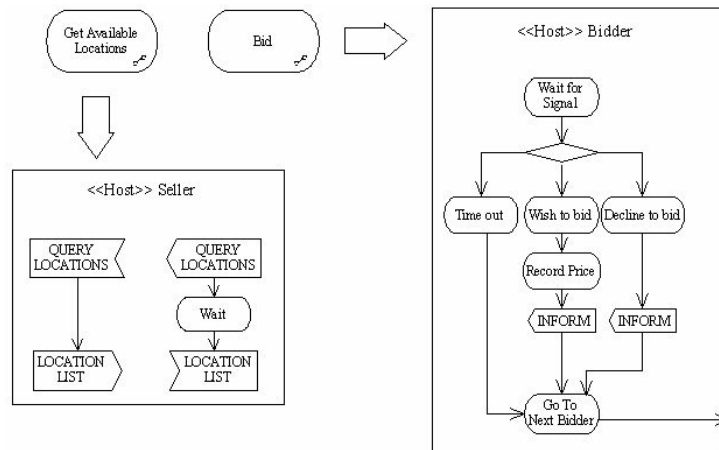 Get Available
Locations
Bid
<<Host>> Bidder
Wait for
Signal
Time out
Wish to bid
Decline to bid
Record Price
INFORM
INFORM
Go To
Next Bidder
<<Host>> Seller
QUERY
LOCATIONS
QUERY
LOCATIONS
Wait
LOCATION
LIST
LOCATION
LIST